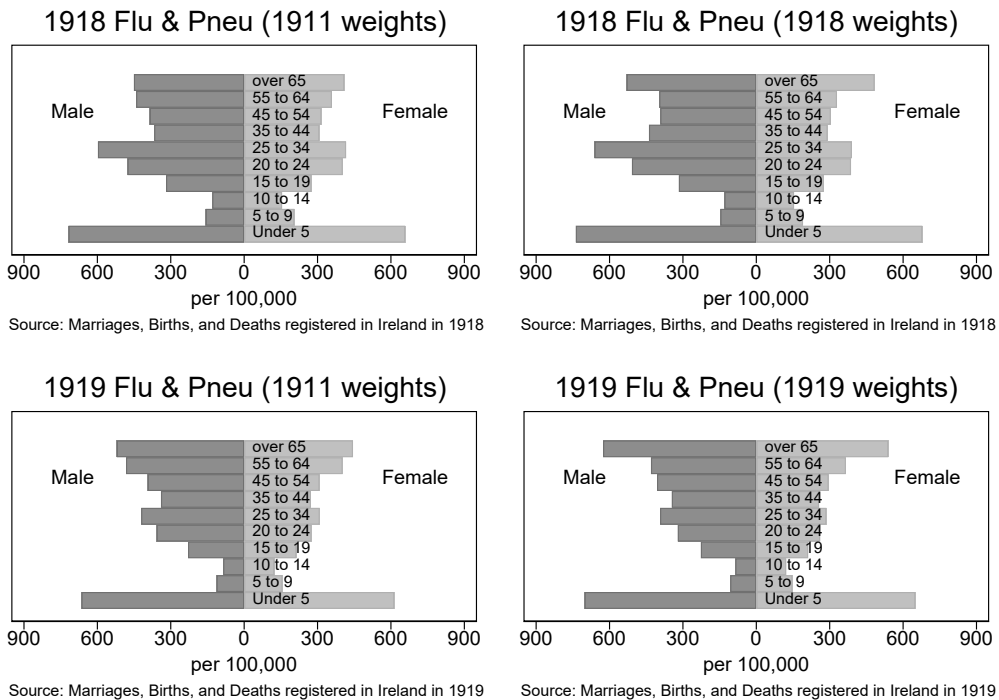 1918 Flu & Pneu (1911 weights)
Male
Female
over 65
55 to 64
45 to 54
35 to 44
25 to 34
20 to 24
15 to 19
10 to 14
5 to 9
Under 5
900 600 300 0 300 600 900
per 100,000
Source: Marriages, Births, and Deaths registered in Ireland in 1918
1918 Flu & Pneu (1918 weights)
Male
Female
over 65
55 to 64
45 to 54
35 to 44
25 to 34
20 to 24
15 to 19
10 to 14
5 to 9
Under 5
900 600 300 0 300 600 900
per 100,000
Source: Marriages, Births, and Deaths registered in Ireland in 1918
1919 Flu & Pneu (1911 weights)
Male
Female
over 65
55 to 64
45 to 54
35 to 44
25 to 34
20 to 24
15 to 19
10 to 14
5 to 9
Under 5
900 600 300 0 300 600 900
per 100,000
Source: Marriages, Births, and Deaths registered in Ireland in 1919
1919 Flu & Pneu (1919 weights)
Male
Female
over 65
55 to 64
45 to 54
35 to 44
25 to 34
20 to 24
15 to 19
10 to 14
5 to 9
Under 5
900 600 300 0 300 600 900
per 100,000
Source: Marriages, Births, and Deaths registered in Ireland in 1919